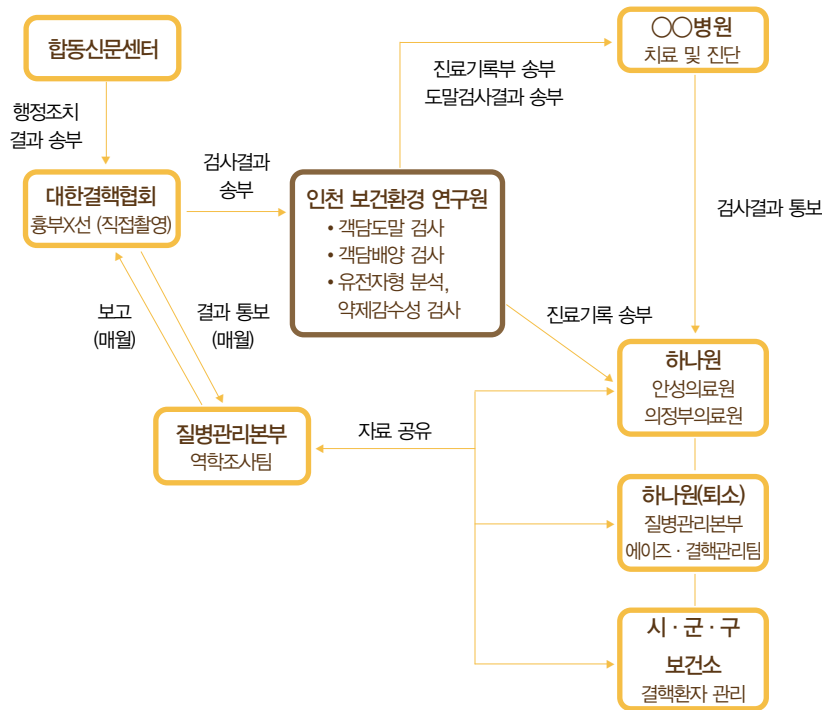 합동신문센터
행정조치
결과 송부
대한결핵협회
흉부X선 (직접촬영)
검사결과
송부
인천 보건환경 연구원
• 객담도말 검사
• 객담배양 검사
• 유전자형 분석,
약제감수성 검사
진료기록부 송부
도말검사결과 송부
○○병원
치료 및 진단
검사결과 통보
진료기록 송부
보고
(매월)
결과 통보
(매월)
질병관리본부
역학조사팀
자료 공유
하나원
안성의료원
의정부의료원
하나원(퇴소)
질병관리본부
에이즈 · 결핵관리팀
시 · 군 · 구
보건소
결핵환자 관리